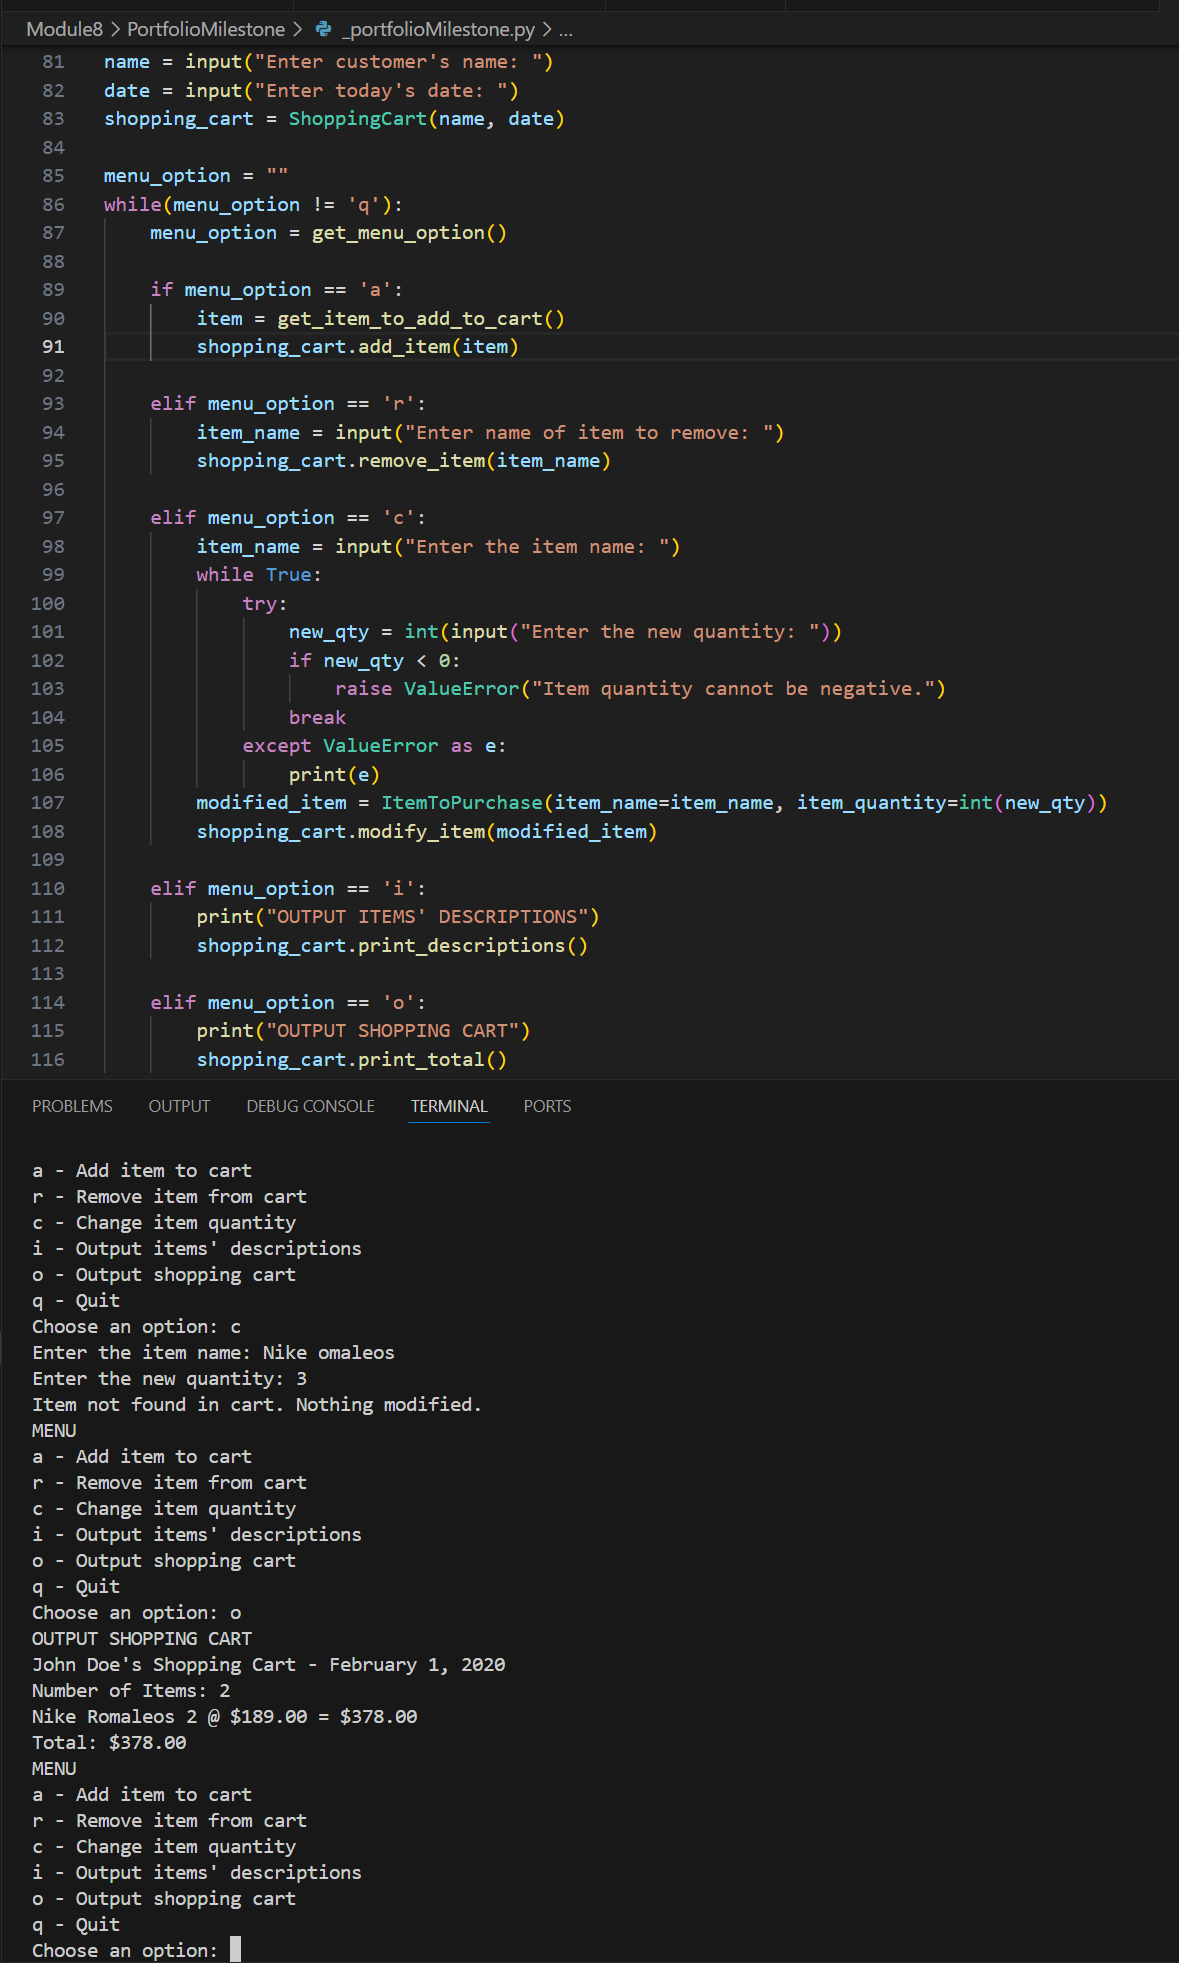 Module8 > PortfolioMilestone > _portfolioMilestone.py > ...
81 name = input("Enter customer's name: ")
82 date = input("Enter today's date: ")
83 shopping_cart = ShoppingCart(name, date)
84
85 menu_option = ""
86 while(menu_option != 'q'):
87     menu_option = get_menu_option()
88
89     if menu_option == 'a':
90         item = get_item_to_add_to_cart()
91         shopping_cart.add_item(item)
92
93     elif menu_option == 'r':
94         item_name = input("Enter name of item to remove: ")
95         shopping_cart.remove_item(item_name)
96
97     elif menu_option == 'c':
98         item_name = input("Enter the item name: ")
99         while True:
100             try:
101                 new_qty = int(input("Enter the new quantity: "))
102                 if new_qty < 0:
103                     raise ValueError("Item quantity cannot be negative.")
104                 break
105             except ValueError as e:
106                 print(e)
107         modified_item = ItemToPurchase(item_name=item_name, item_quantity=int(new_qty))
108         shopping_cart.modify_item(modified_item)
109
110     elif menu_option == 'i':
111         print("OUTPUT ITEMS' DESCRIPTIONS")
112         shopping_cart.print_descriptions()
113
114     elif menu_option == 'o':
115         print("OUTPUT SHOPPING CART")
116         shopping_cart.print_total()
PROBLEMS OUTPUT DEBUG CONSOLE TERMINAL PORTS
a - Add item to cart
r - Remove item from cart
c - Change item quantity
i - Output items' descriptions
o - Output shopping cart
q - Quit
Choose an option: c
Enter the item name: Nike omaleos
Enter the new quantity: 3
Item not found in cart. Nothing modified.
MENU
a - Add item to cart
r - Remove item from cart
c - Change item quantity
i - Output items' descriptions
o - Output shopping cart
q - Quit
Choose an option: o
OUTPUT SHOPPING CART
John Doe's Shopping Cart - February 1, 2020
Number of Items: 2
Nike Romaleos 2 @ $189.00 = $378.00
Total: $378.00
MENU
a - Add item to cart
r - Remove item from cart
c - Change item quantity
i - Output items' descriptions
o - Output shopping cart
q - Quit
Choose an option: